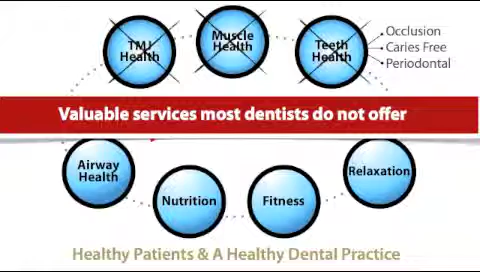 TMJ
Health
Muscle
Health
Teeth
Health
Occlusion
Caries Free
Periodontal
Valuable services most dentists do not offer
Airway
Health
Nutrition
Fitness
Relaxation
Healthy Patients & A Healthy Dental Practice